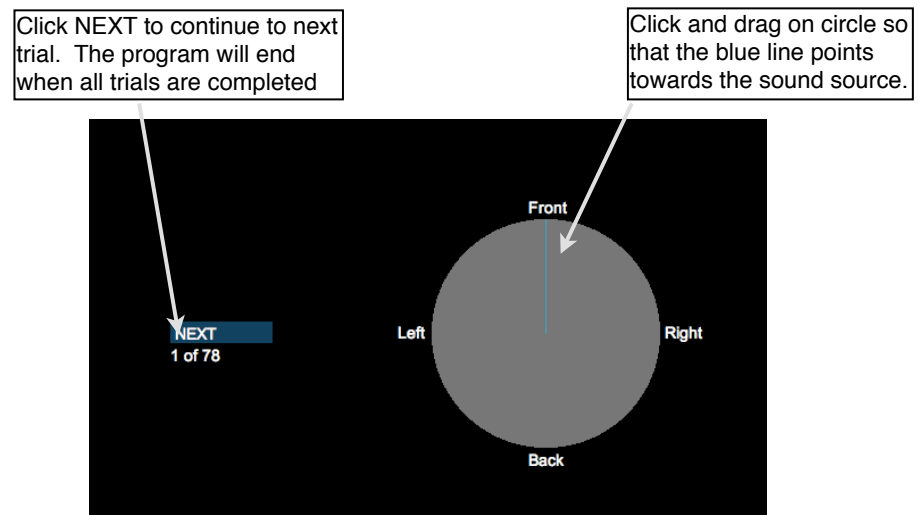 Click NEXT to continue to next
trial.  The program will end
when all trials are completed
Click and drag on circle so
that the blue line points
towards the sound source.
Front
Left
Right
Back
NEXT
1 of 78